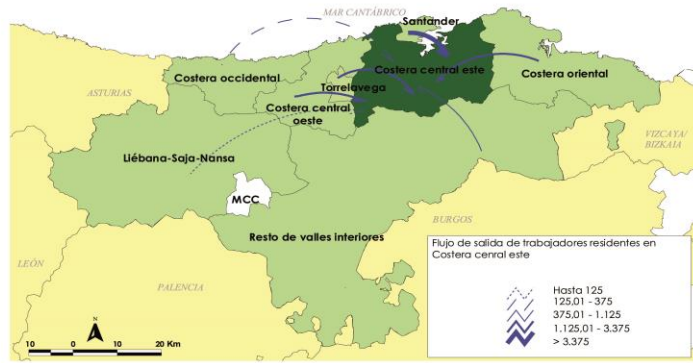 MAR CANTÁBRICO
Santander
Costera occidental
Costera central este
Costera oriental
Torrelavega
ASTURIAS
Costera central
oeste
VIZCAYA/
BIZKAIA
Liébana-Saja-Nansa
MCC
BURGOS
Resto de valles interiores
LEÓN
PALENCIA
Flujo de salida de trabajadores residentes en
Costera cenral este
Hasta 125
125,01 - 375
375,01 - 1.125
1.125,01 - 3.375
> 3.375
N
10 0 10 20 Km